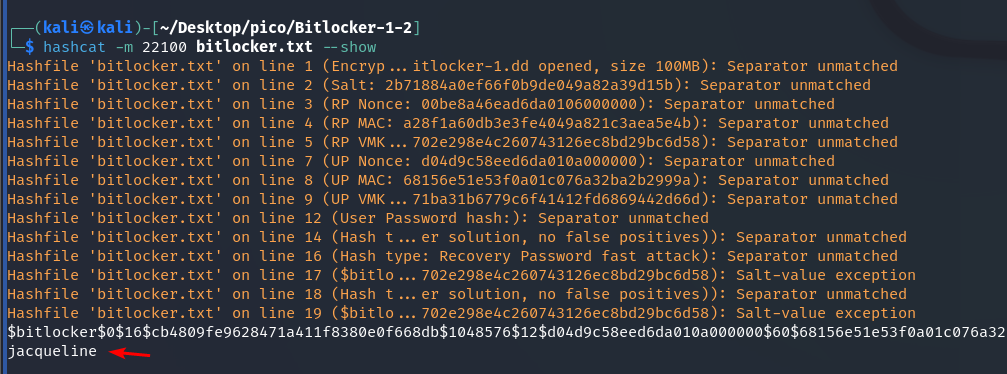 ┌──(kali㉿kali)-[~/Desktop/pico/Bitlocker-1-2]
└─$ hashcat -m 22100 bitlocker.txt --show
Hashfile 'bitlocker.txt' on line 1 (Encryp...itlocker-1.dd opened, size 100MB): Separator unmatched
Hashfile 'bitlocker.txt' on line 2 (Salt: 2b71884a0ef66f0b9de049a82a39d15b): Separator unmatched
Hashfile 'bitlocker.txt' on line 3 (RP Nonce: 00be8a46ead6da0106000000): Separator unmatched
Hashfile 'bitlocker.txt' on line 4 (RP MAC: a28f1a60db3e3fe4049a821c3aea5e4b): Separator unmatched
Hashfile 'bitlocker.txt' on line 5 (RP VMK...702e298e4c260743126ec8bd29bc6d58): Separator unmatched
Hashfile 'bitlocker.txt' on line 7 (UP Nonce: d04d9c58eed6da010a000000): Separator unmatched
Hashfile 'bitlocker.txt' on line 8 (UP MAC: 68156e51e53f0a01c076a32ba2b2999a): Separator unmatched
Hashfile 'bitlocker.txt' on line 9 (UP VMK...71ba31b6779c6f41412fd6869442d66d): Separator unmatched
Hashfile 'bitlocker.txt' on line 12 (User Password hash:): Separator unmatched
Hashfile 'bitlocker.txt' on line 14 (Hash t...er solution, no false positives)): Separator unmatched
Hashfile 'bitlocker.txt' on line 16 (Hash type: Recovery Password fast attack): Separator unmatched
Hashfile 'bitlocker.txt' on line 17 ($bitlo...702e298e4c260743126ec8bd29bc6d58): Salt-value exception
Hashfile 'bitlocker.txt' on line 18 (Hash t...er solution, no false positives)): Separator unmatched
Hashfile 'bitlocker.txt' on line 19 ($bitlo...702e298e4c260743126ec8bd29bc6d58): Salt-value exception
$bitlocker$0$16$cb4809fe9628471a411f8380e0f668db$1048576$12$d04d9c58eed6da010a000000$60$68156e51e53f0a01c076a32
jacqueline